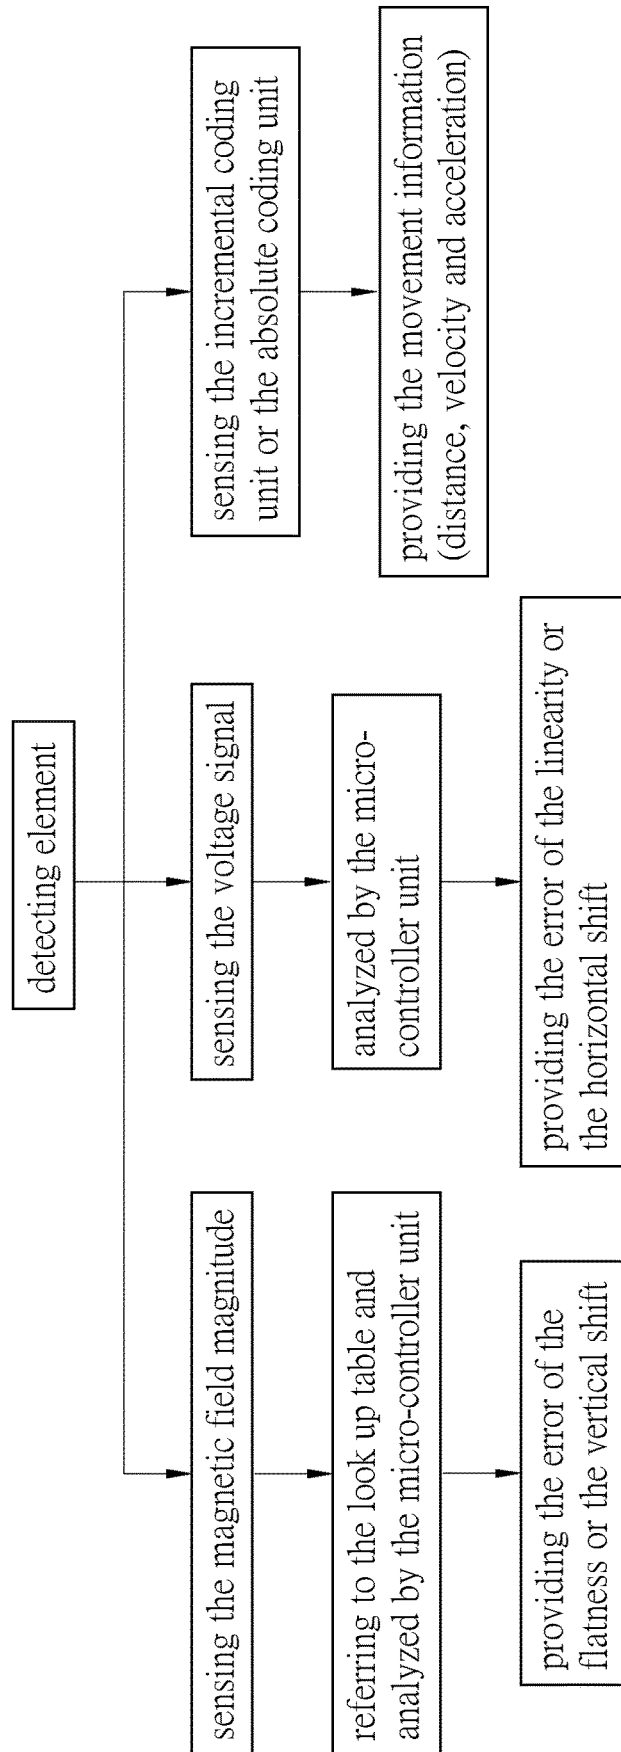 detecting element
sensing the magnetic field magnitude
referring to the look up table and
analyzed by the micro-controller unit
providing the error of the
flatness or the vertical shift
sensing the voltage signal
analyzed by the micro-
controller unit
providing the error of the linearity or
the horizontal shift
sensing the incremental coding
unit or the absolute coding unit
providing the movement information
(distance, velocity and acceleration)